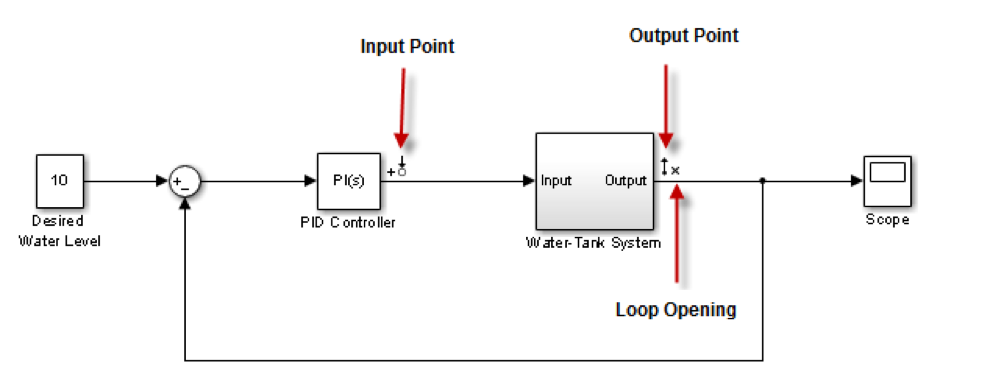 Input Point
Output Point
10
+
−
PI(s)
+
Input
Output
x
Desired
Water Level
PID Controller
Water-Tank System
Scope
Loop Opening